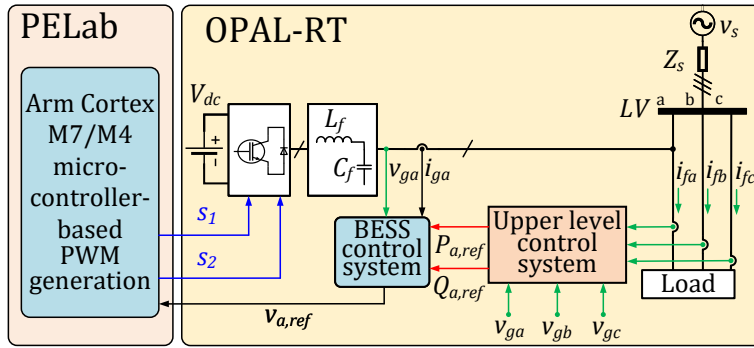 PELab
OPAL-RT
Arm Cortex
M7/M4
micro-
controller-
based
PWM
generation
s1
s2
Vdc
+
-
Lf
Cf
vga
iga
vs
Zs
a b c
LV
ifa
ifb
ifc
BESS
control
system
Pa,ref
Qa,ref
Upper level
control
system
Load
va,ref
vga
vgb
vgc